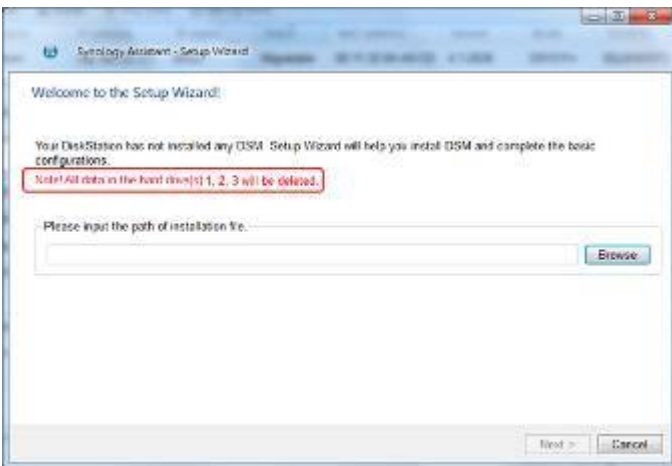 Synology Assistant - Setup Wizard
Welcome to the Setup Wizard!
Your DiskStation has not installed any DSM. Setup Wizard will help you install DSM and complete the basic
configurations.
Note! All data in the hard drive(s) 1, 2, 3 will be deleted.
Please input the path of installation file.
Browse
Next >
Cancel